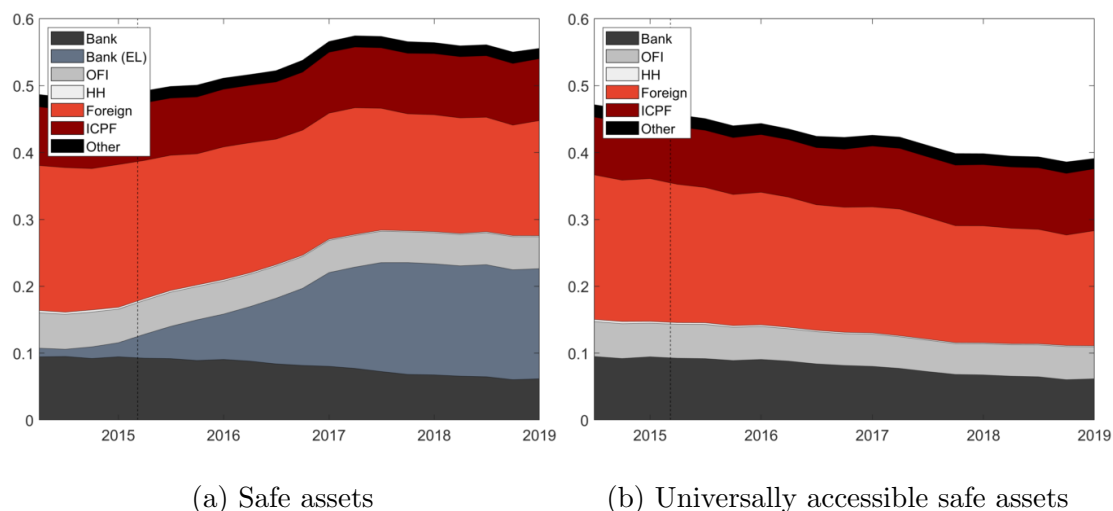 0.6
0.5
0.4
0.3
0.2
0.1
0
Bank
Bank (EL)
OFI
HH
Foreign
ICPF
Other
2015 2016 2017 2018 2019
(a) Safe assets
0.6
0.5
0.4
0.3
0.2
0.1
0
Bank
OFI
HH
Foreign
ICPF
Other
2015 2016 2017 2018 2019
(b) Universally accessible safe assets